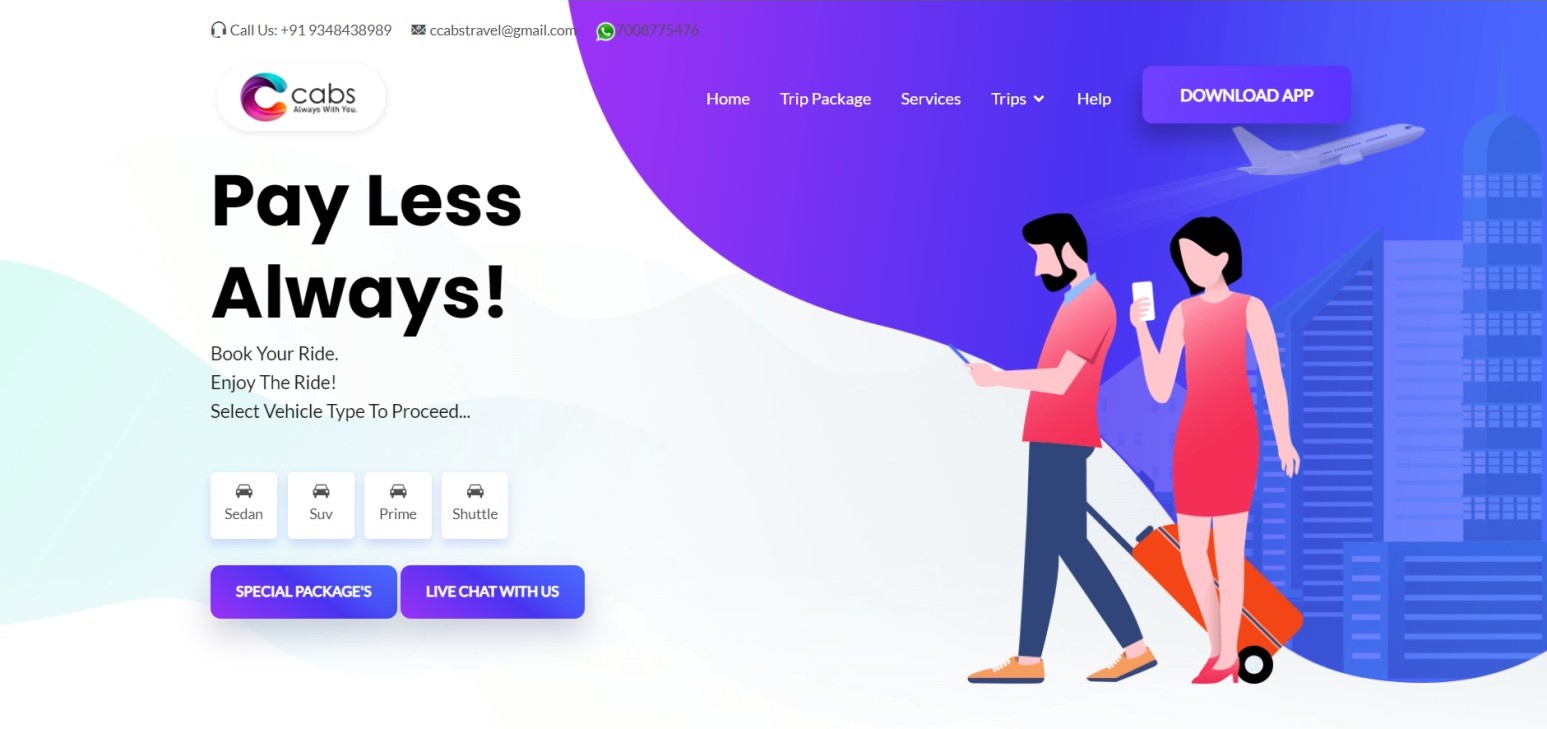 Call Us: +91 9348438989 ccabstravel@gmail.com 7008775476
ccabs
Always With You.
Home Trip Package Services Trips Help DOWNLOAD APP
Pay Less
Always!
Book Your Ride.
Enjoy The Ride!
Select Vehicle Type To Proceed...
Sedan Suv Prime Shuttle
SPECIAL PACKAGE'S LIVE CHAT WITH US